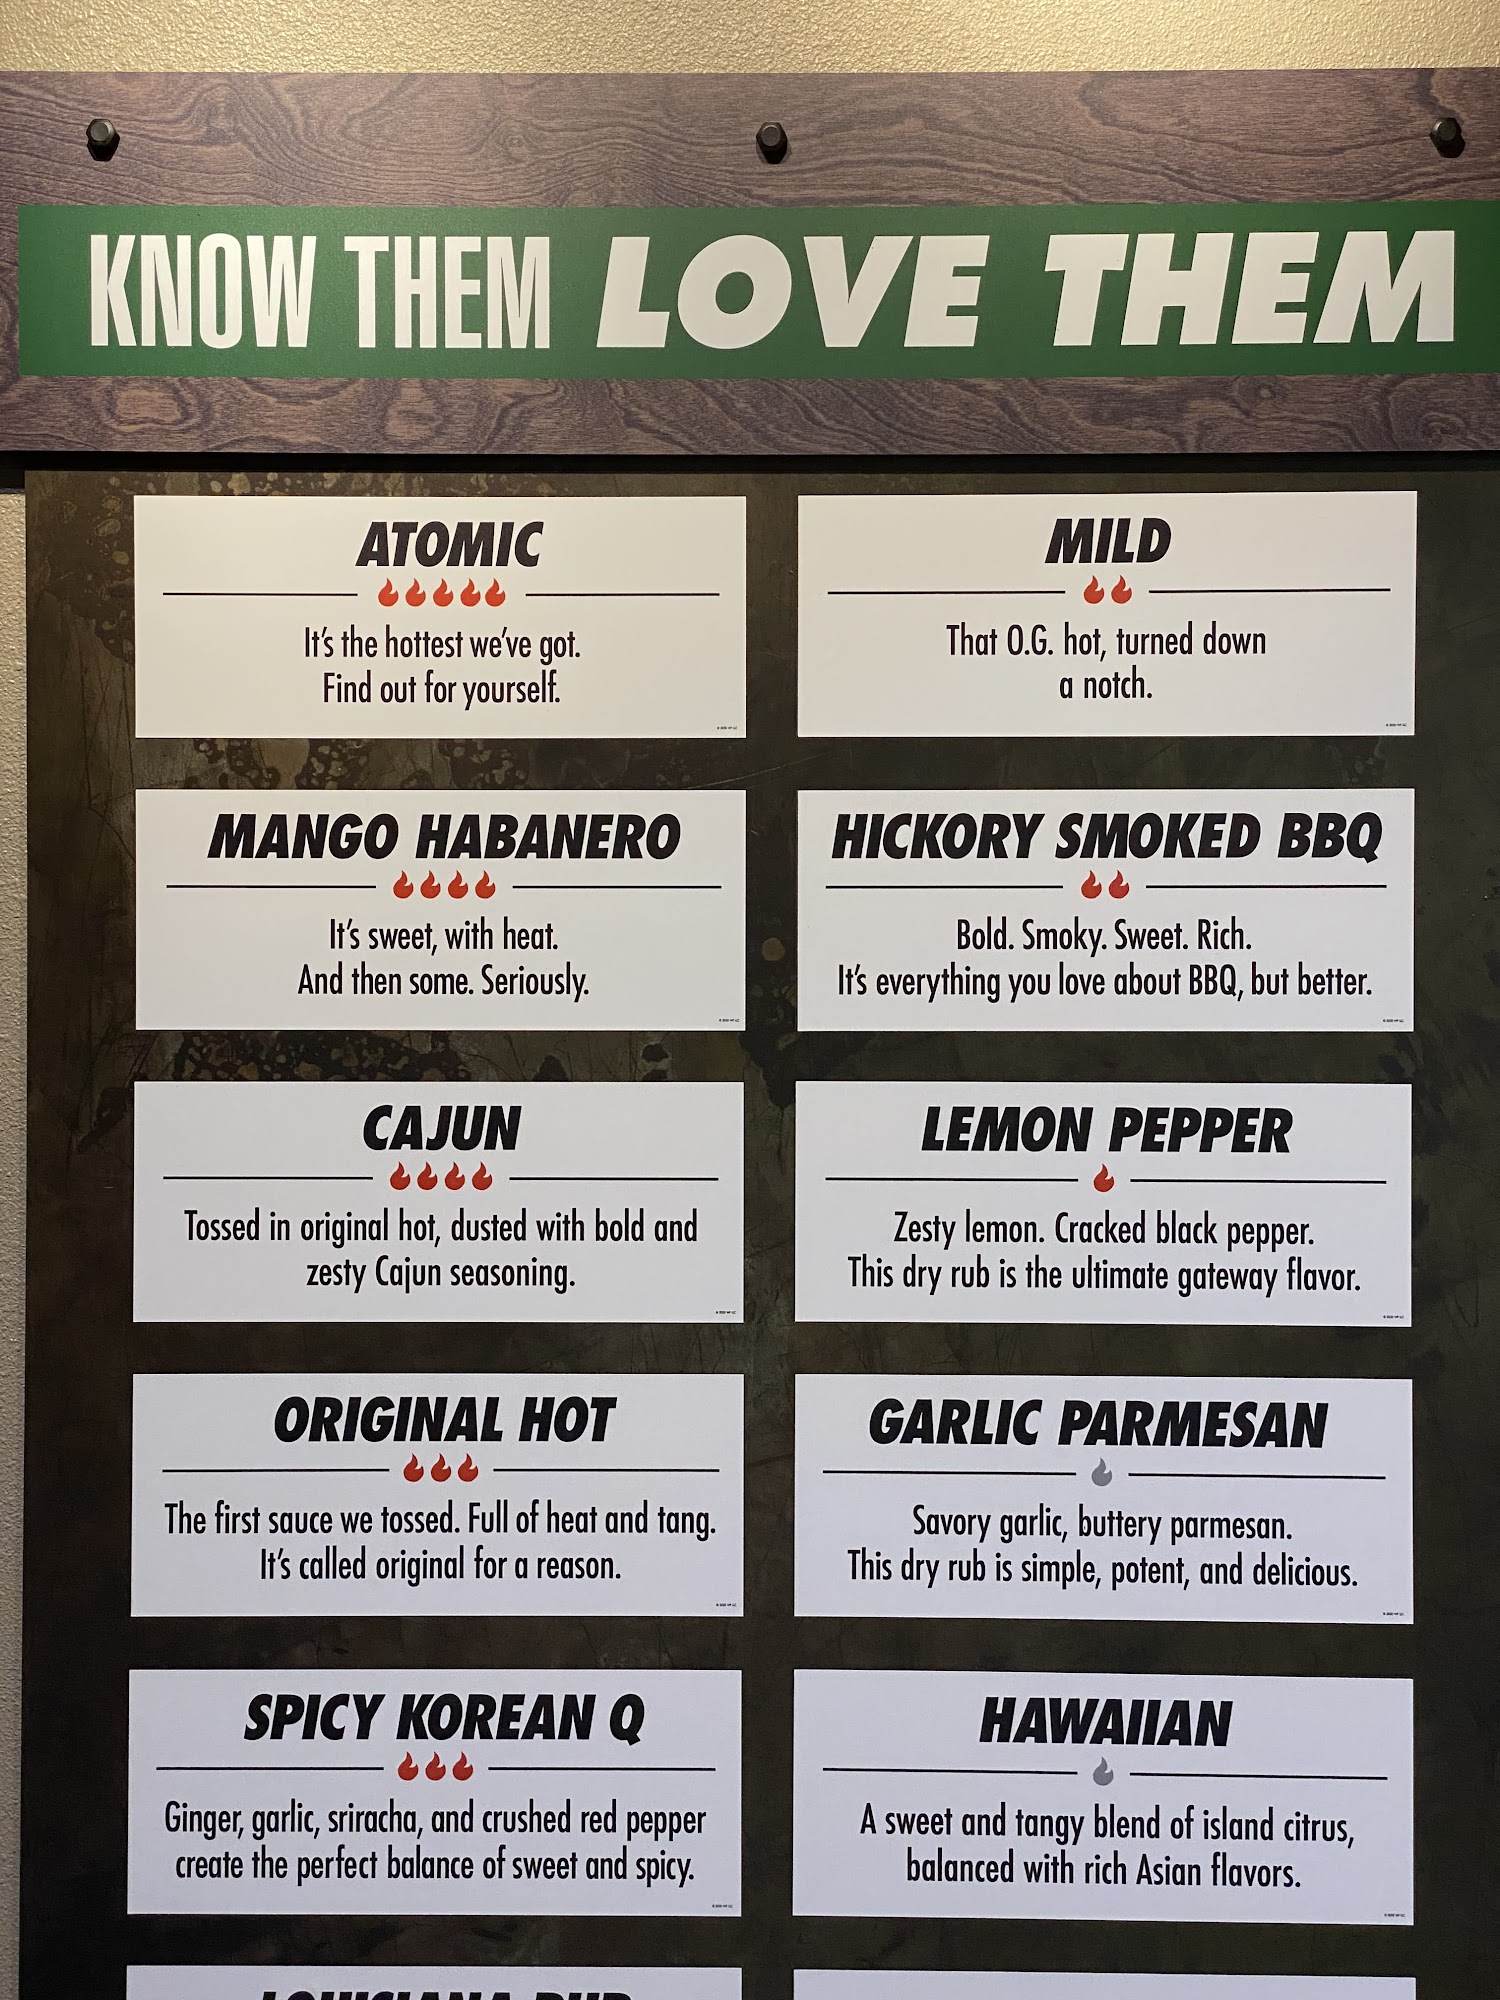 KNOW THEM LOVE THEM
ATOMIC
It's the hottest we've got.
Find out for yourself.
MILD
That O.G. hot, turned down
a notch.
MANGO HABANERO
It's sweet, with heat.
And then some. Seriously.
HICKORY SMOKED BBQ
Bold. Smoky. Sweet. Rich.
It's everything you love about BBQ, but better.
CAJUN
Tossed in original hot, dusted with bold and
zesty Cajun seasoning.
LEMON PEPPER
Zesty lemon. Cracked black pepper.
This dry rub is the ultimate gateway flavor.
ORIGINAL HOT
The first sauce we tossed. Full of heat and tang.
It's called original for a reason.
GARLIC PARMESAN
Savory garlic, buttery parmesan.
This dry rub is simple, potent, and delicious.
SPICY KOREAN Q
Ginger, garlic, sriracha, and crushed red pepper
create the perfect balance of sweet and spicy.
HAWAIIAN
A sweet and tangy blend of island citrus,
balanced with rich Asian flavors.
LOUISIANA RUB